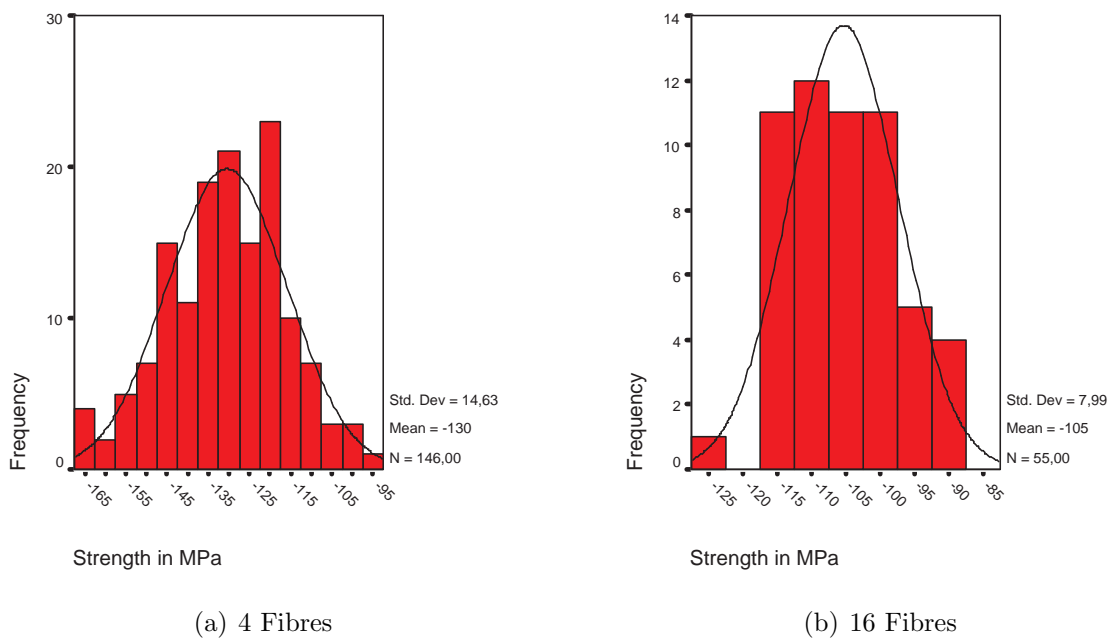 30
20
10
0
Frequency
Std. Dev = 14,63
Mean = -130
N = 146,00
-165
-155
-145
-135
-125
-115
-105
-95
Strength in MPa
(a) 4 Fibres
14
12
10
8
6
4
2
0
Frequency
Std. Dev = 7,99
Mean = -105
N = 55,00
-125
-120
-115
-110
-105
-100
-95
-90
-85
Strength in MPa
(b) 16 Fibres